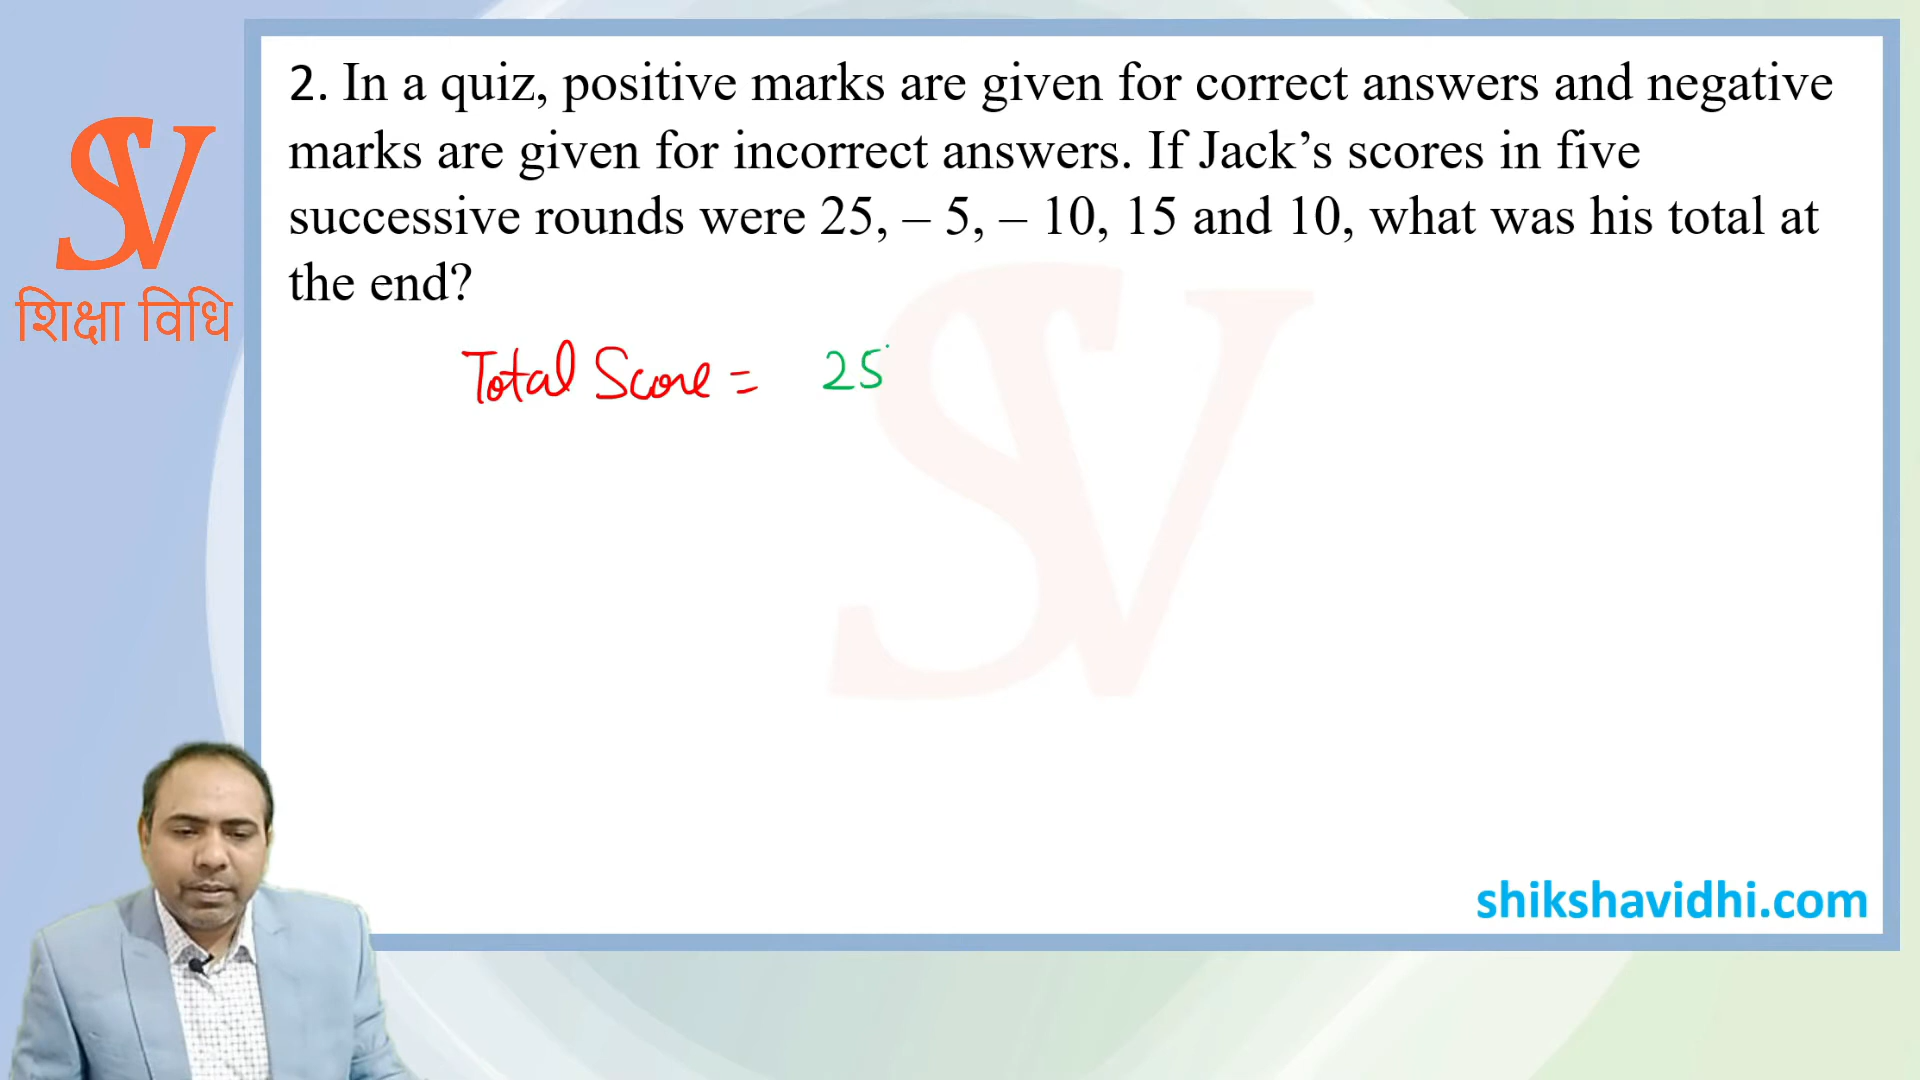 2. In a quiz, positive marks are given for correct answers and negative
marks are given for incorrect answers. If Jack’s scores in five
successive rounds were 25, – 5, – 10, 15 and 10, what was his total at
the end?
SV
शिक्षा विधि
Total Score = 25
SV
shikshavidhi.com